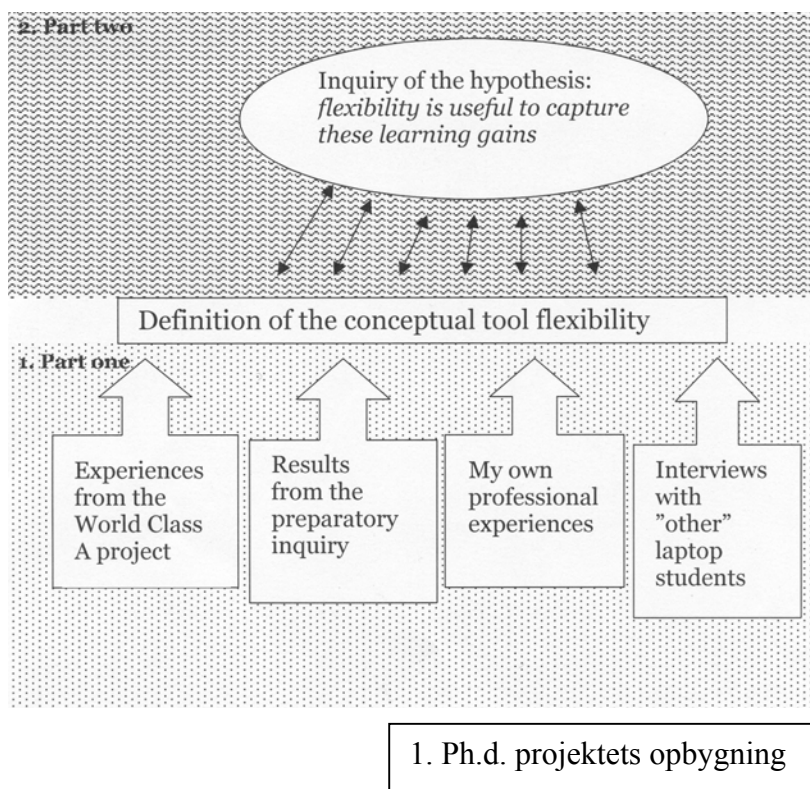 2. Part two
Inquiry of the hypothesis:
flexibility is useful to capture
these learning gains
Definition of the conceptual tool flexibility
1. Part one
Experiences
from the
World Class
A project
Results
from the
preparatory
inquiry
My own
professional
experiences
Interviews
with
”other”
laptop
students
1. Ph.d. projektets opbygning